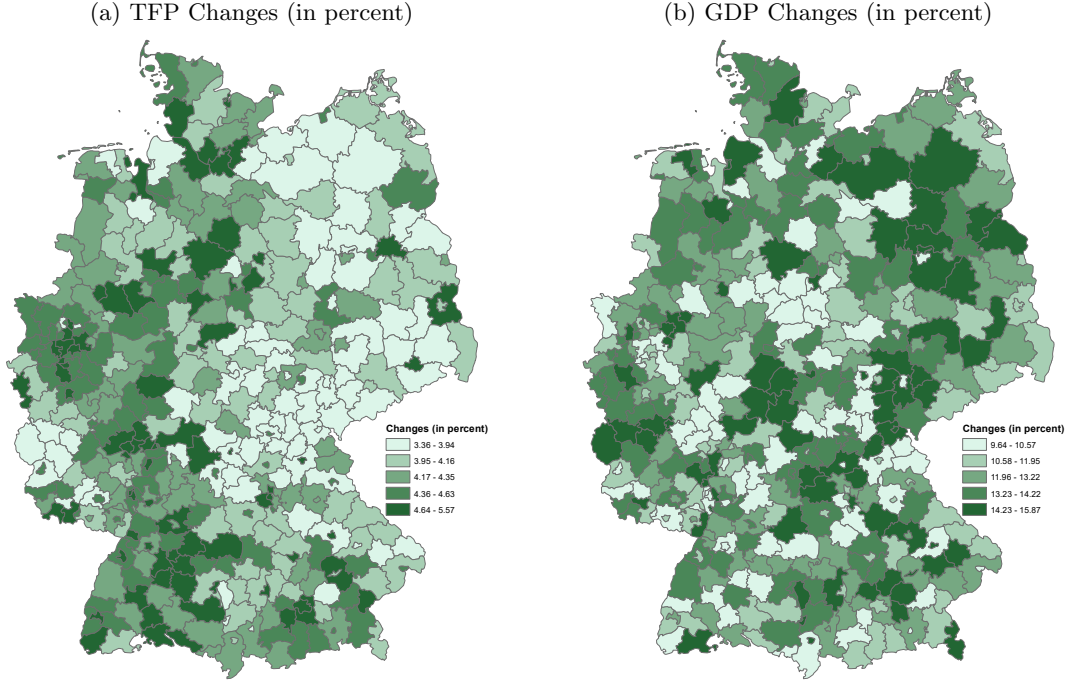 (a) TFP Changes (in percent)
(b) GDP Changes (in percent)
Changes (in percent)
3.36 - 3.94
3.95 - 4.16
4.17 - 4.35
4.36 - 4.63
4.64 - 5.57
Changes (in percent)
9.64 - 10.57
10.58 - 11.95
11.96 - 13.22
13.23 - 14.22
14.23 - 15.87